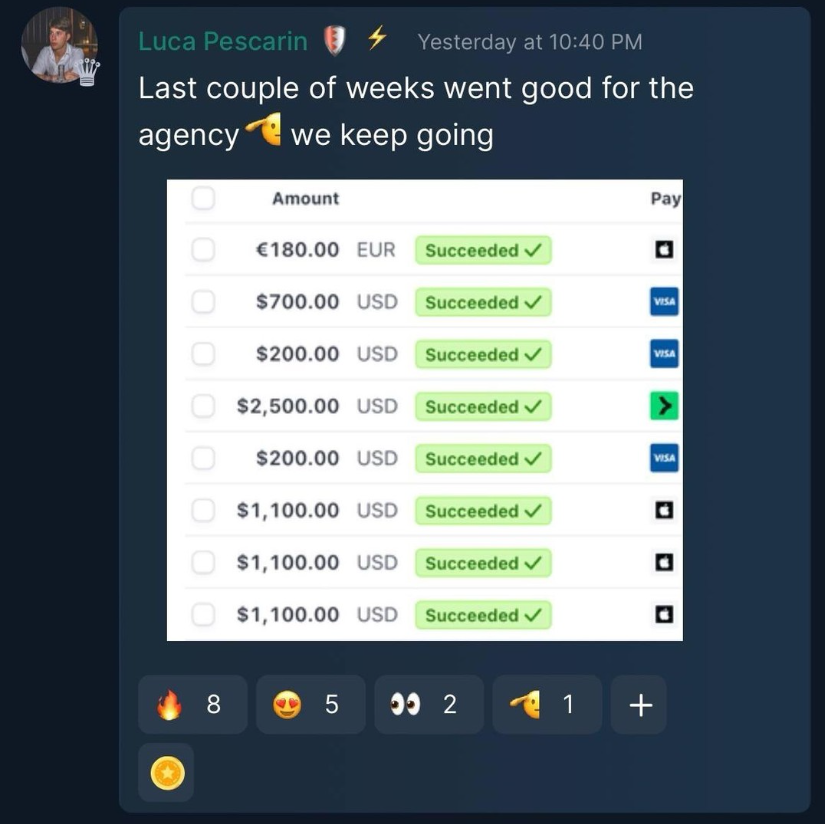 Luca Pescarin Yesterday at 10:40 PM
Last couple of weeks went good for the
agency we keep going
Amount Pay
€180.00 EUR Succeeded ✓
$700.00 USD Succeeded ✓ VISA
$200.00 USD Succeeded ✓ VISA
$2,500.00 USD Succeeded ✓
$200.00 USD Succeeded ✓ VISA
$1,100.00 USD Succeeded ✓
$1,100.00 USD Succeeded ✓
$1,100.00 USD Succeeded ✓
8 5 2 1 +